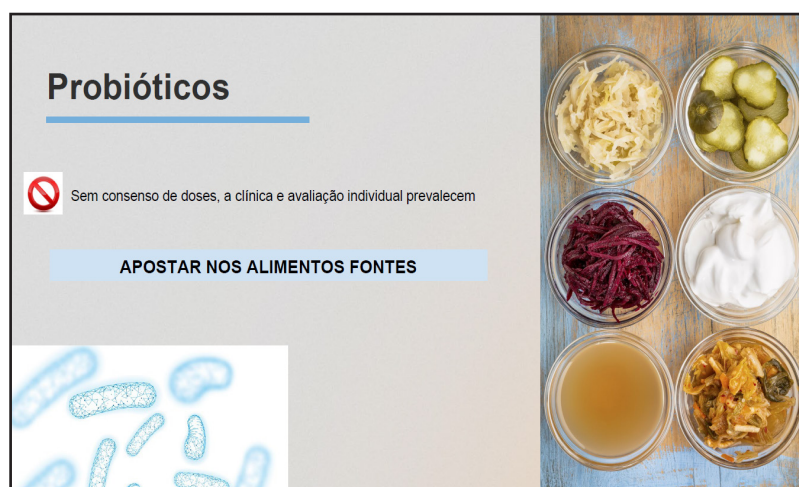 Probióticos
Sem consenso de doses, a clínica e avaliação individual prevalecem
APOSTAR NOS ALIMENTOS FONTES